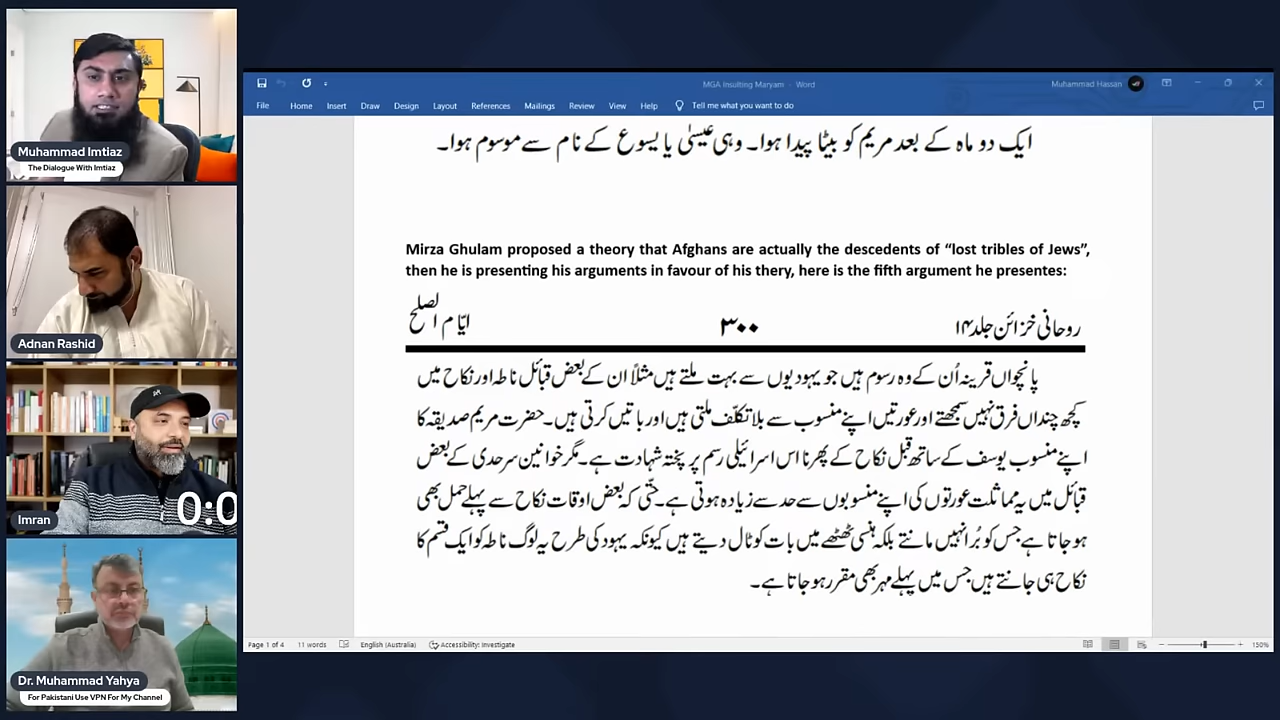 Muhammad Imtiaz
The Dialogue With Imtiaz
Adnan Rashid
Imran
0:0
Dr. Muhammad Yahya
For Pakistani Use VPN For My Channel
MGA Insulting Maryam - Word
Muhammad Hassan
File Home Insert Draw Design Layout References Mailings Review View Help Tell me what you want to do
ایک دو ماہ کے بعد مریم کو بیٹا پیدا ہوا۔ وہی عیسیٰ یا یسوع کے نام سے موسوم ہوا۔
Mirza Ghulam proposed a theory that Afghans are actually the descedents of “lost tribles of Jews”,
then he is presenting his arguments in favour of his thery, here is the fifth argument he presentes:
روحانی خزائن جلد ۱۴ ۳۰۰ ایّام الصلح
پانچواں قرینہ اُن کے وہ رسوم ہیں جو یہودیوں سے بہت ملتے ہیں مثلاً ان کے بعض قبائل ناطہ اور نکاح میں
کچھ چنداں فرق نہیں سمجھتے اور عورتیں اپنے منسوب سے بلا تکلّف ملتی ہیں اور باتیں کرتی ہیں۔ حضرت مریم صدیقہ کا
اپنے منسوب یوسف کے ساتھ قبل نکاح کے پھرنا اس اسرائیلی رسم پر پختہ شہادت ہے۔ مگر خوانین سرحدی کے بعض
قبائل میں یہ مماثلت عورتوں کی اپنے منسوبوں سے حد سے زیادہ ہوتی ہے۔ حتّٰی کہ بعض اوقات نکاح سے پہلے حمل بھی
ہو جاتا ہے جس کو بُرا نہیں مانتے بلکہ ہنسی ٹھٹھے میں بات کو ٹال دیتے ہیں کیونکہ یہود کی طرح یہ لوگ ناطہ کو ایک قسم کا
نکاح ہی جانتے ہیں جس میں پہلے مہر بھی مقرر ہو جاتا ہے۔
Page 1 of 4 11 words English (Australia) Accessibility: Investigate 150%